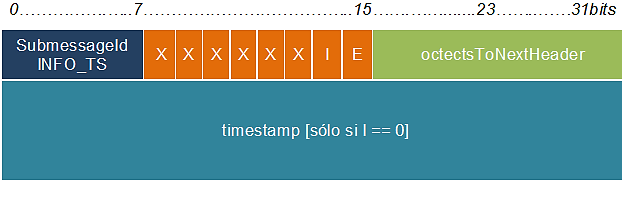 0………………….7……………………………….15………………..23……………31bits
SubmessageId
INFO_TS
X X X X X X I E
octectsToNextHeader
timestamp [sólo si I == 0]